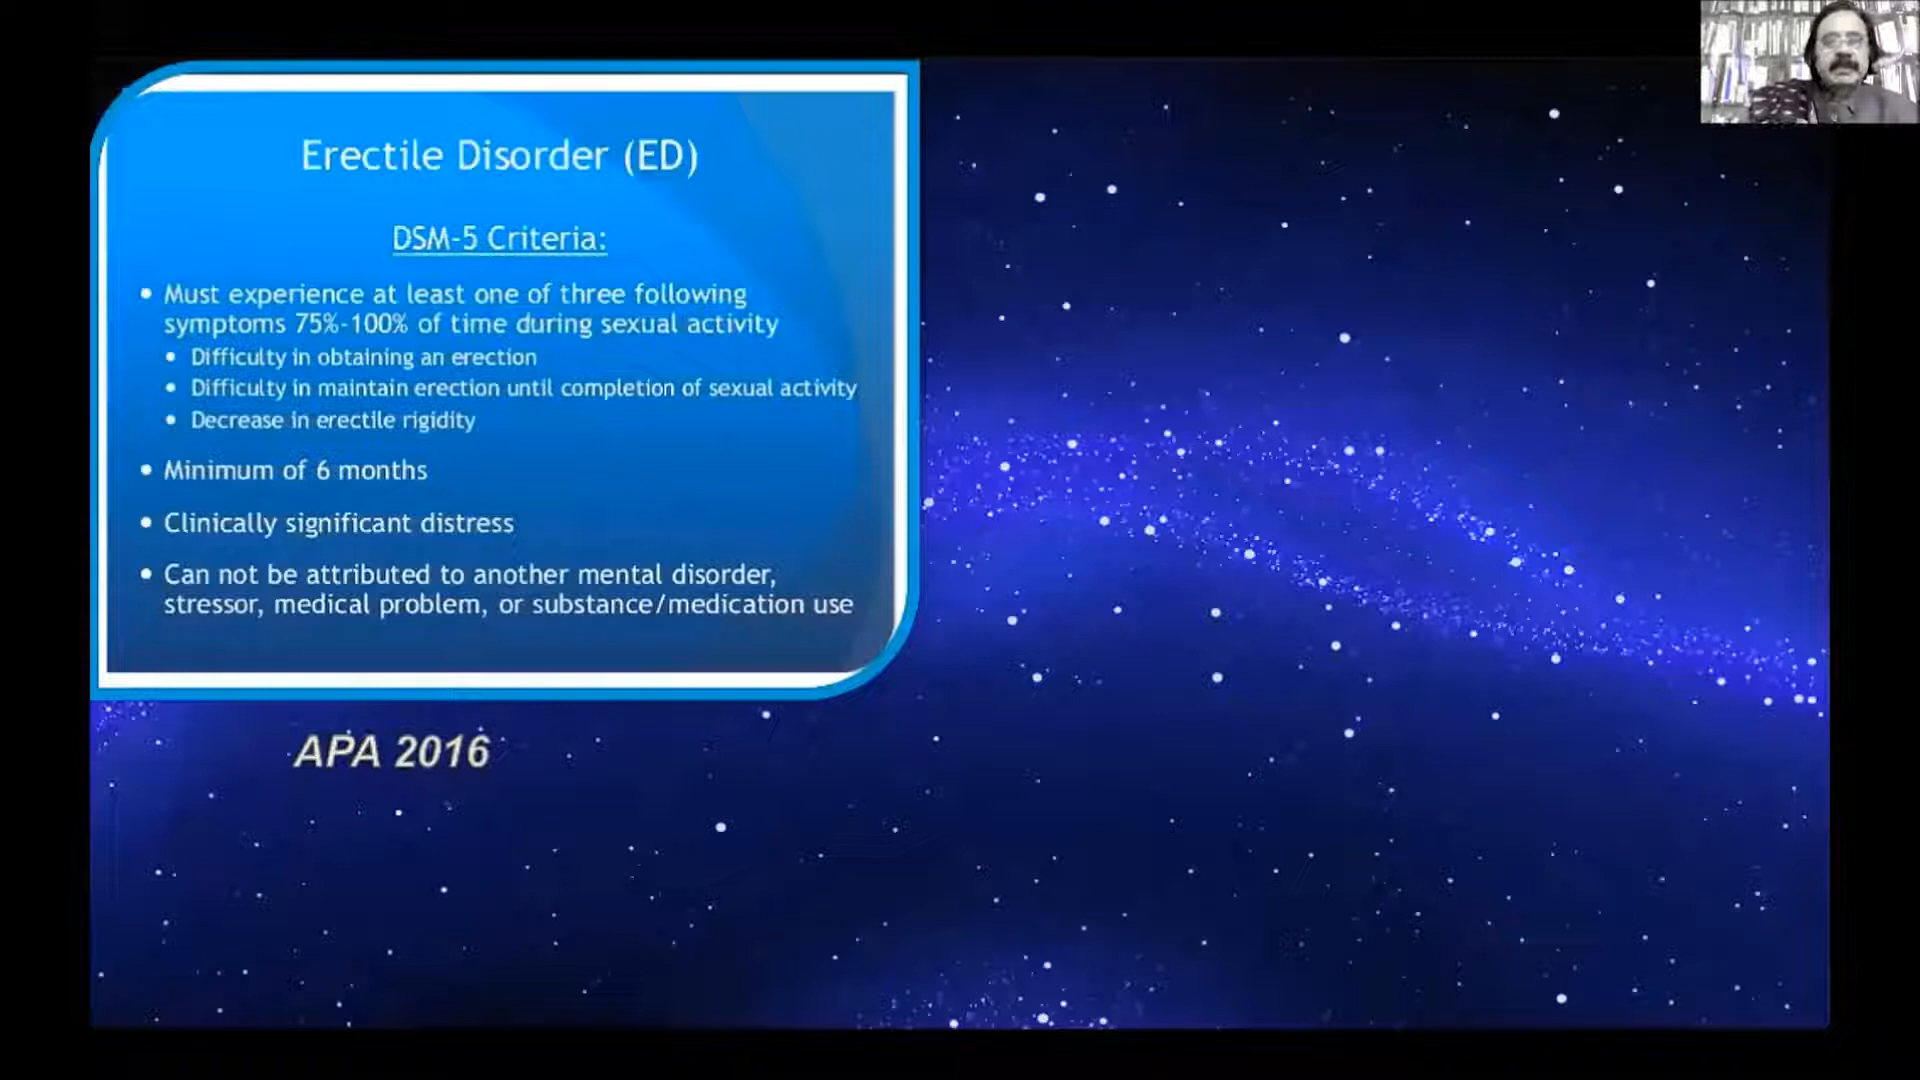 Erectile Disorder (ED)
DSM-5 Criteria:
• Must experience at least one of three following
symptoms 75%-100% of time during sexual activity
• Difficulty in obtaining an erection
• Difficulty in maintain erection until completion of sexual activity
• Decrease in erectile rigidity
• Minimum of 6 months
• Clinically significant distress
• Can not be attributed to another mental disorder,
stressor, medical problem, or substance/medication use
APA 2016